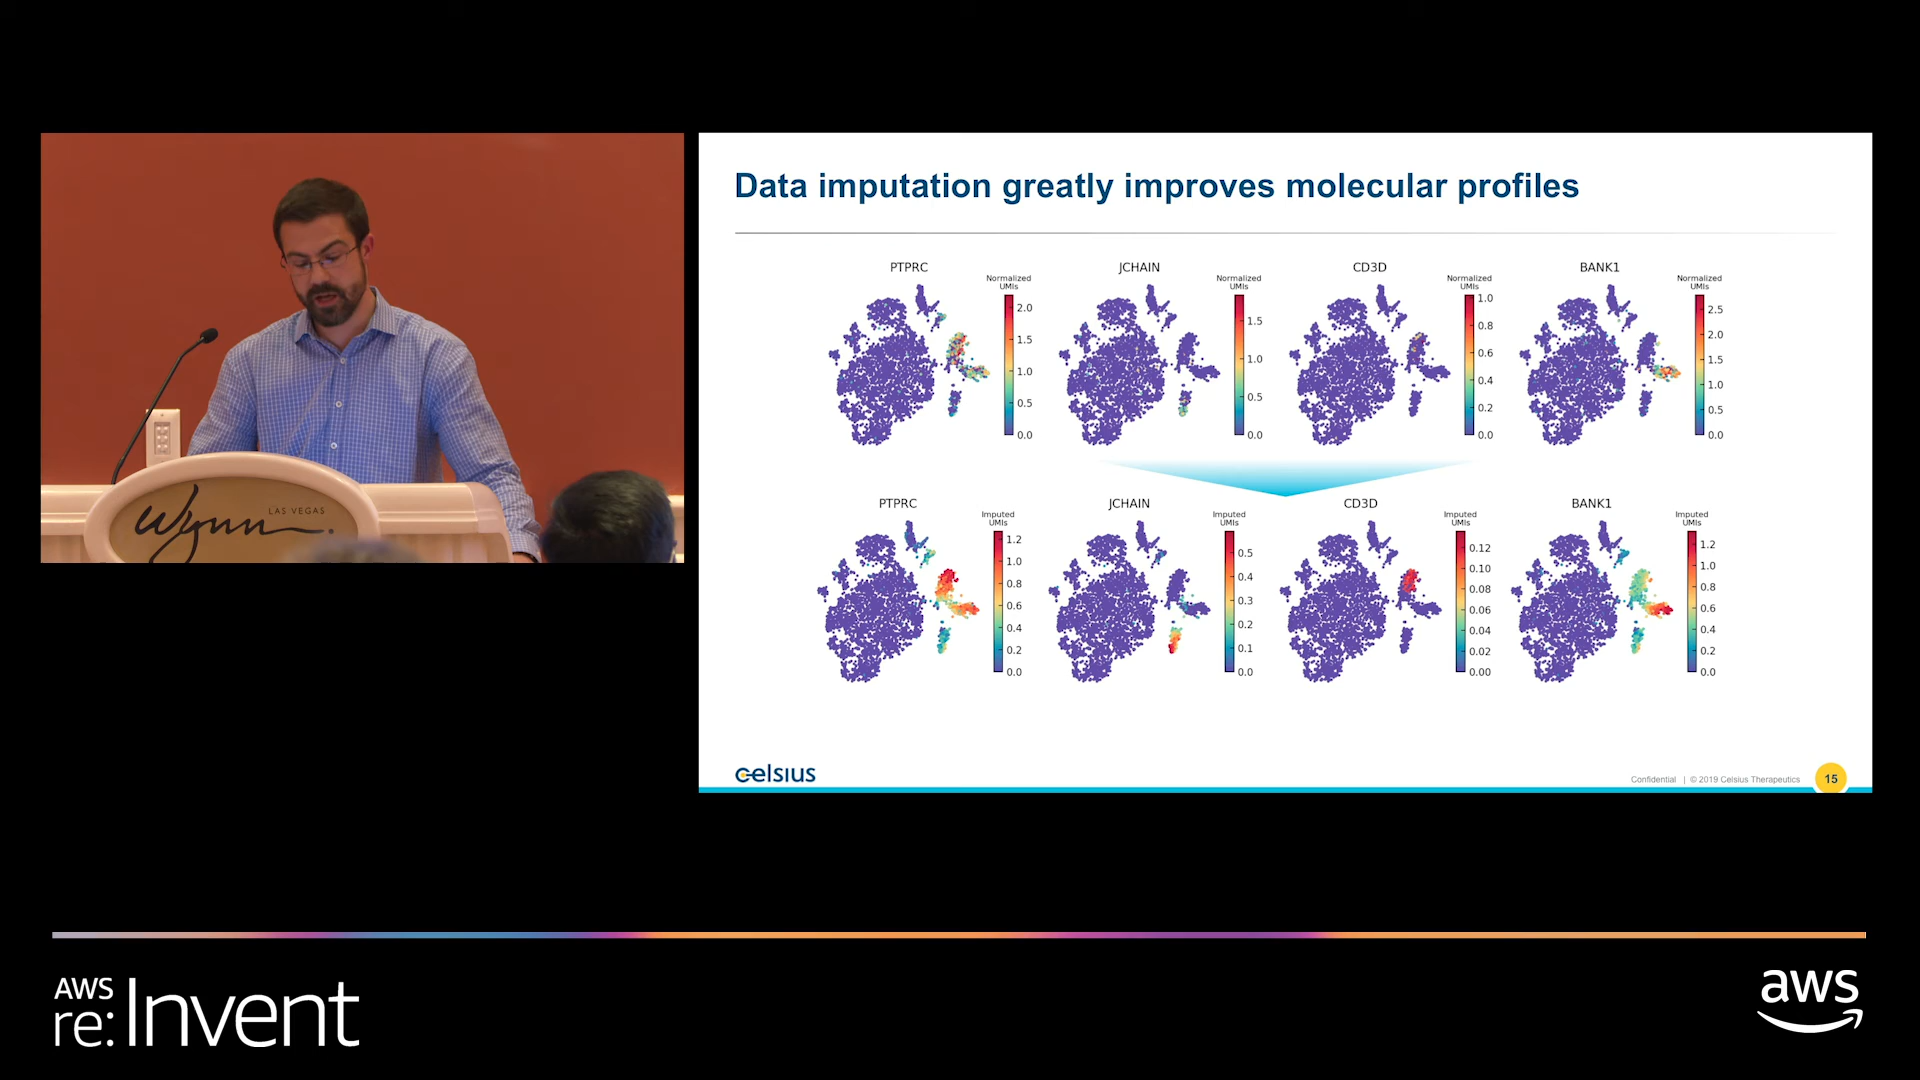 Wynn
LAS VEGAS
Data imputation greatly improves molecular profiles
PTPRC
Normalized
UMIs
2.0
1.5
1.0
0.5
0.0
JCHAIN
Normalized
UMIs
1.5
1.0
0.5
0.0
CD3D
Normalized
UMIs
1.0
0.8
0.6
0.4
0.2
0.0
BANK1
Normalized
UMIs
2.5
2.0
1.5
1.0
0.5
0.0
PTPRC
Imputed
UMIs
1.2
1.0
0.8
0.6
0.4
0.2
0.0
JCHAIN
Imputed
UMIs
0.5
0.4
0.3
0.2
0.1
0.0
CD3D
Imputed
UMIs
0.12
0.10
0.08
0.06
0.04
0.02
0.00
BANK1
Imputed
UMIs
1.2
1.0
0.8
0.6
0.4
0.2
0.0
celsius
Confidential | © 2019 Celsius Therapeutics
15
AWS
re:Invent
aws